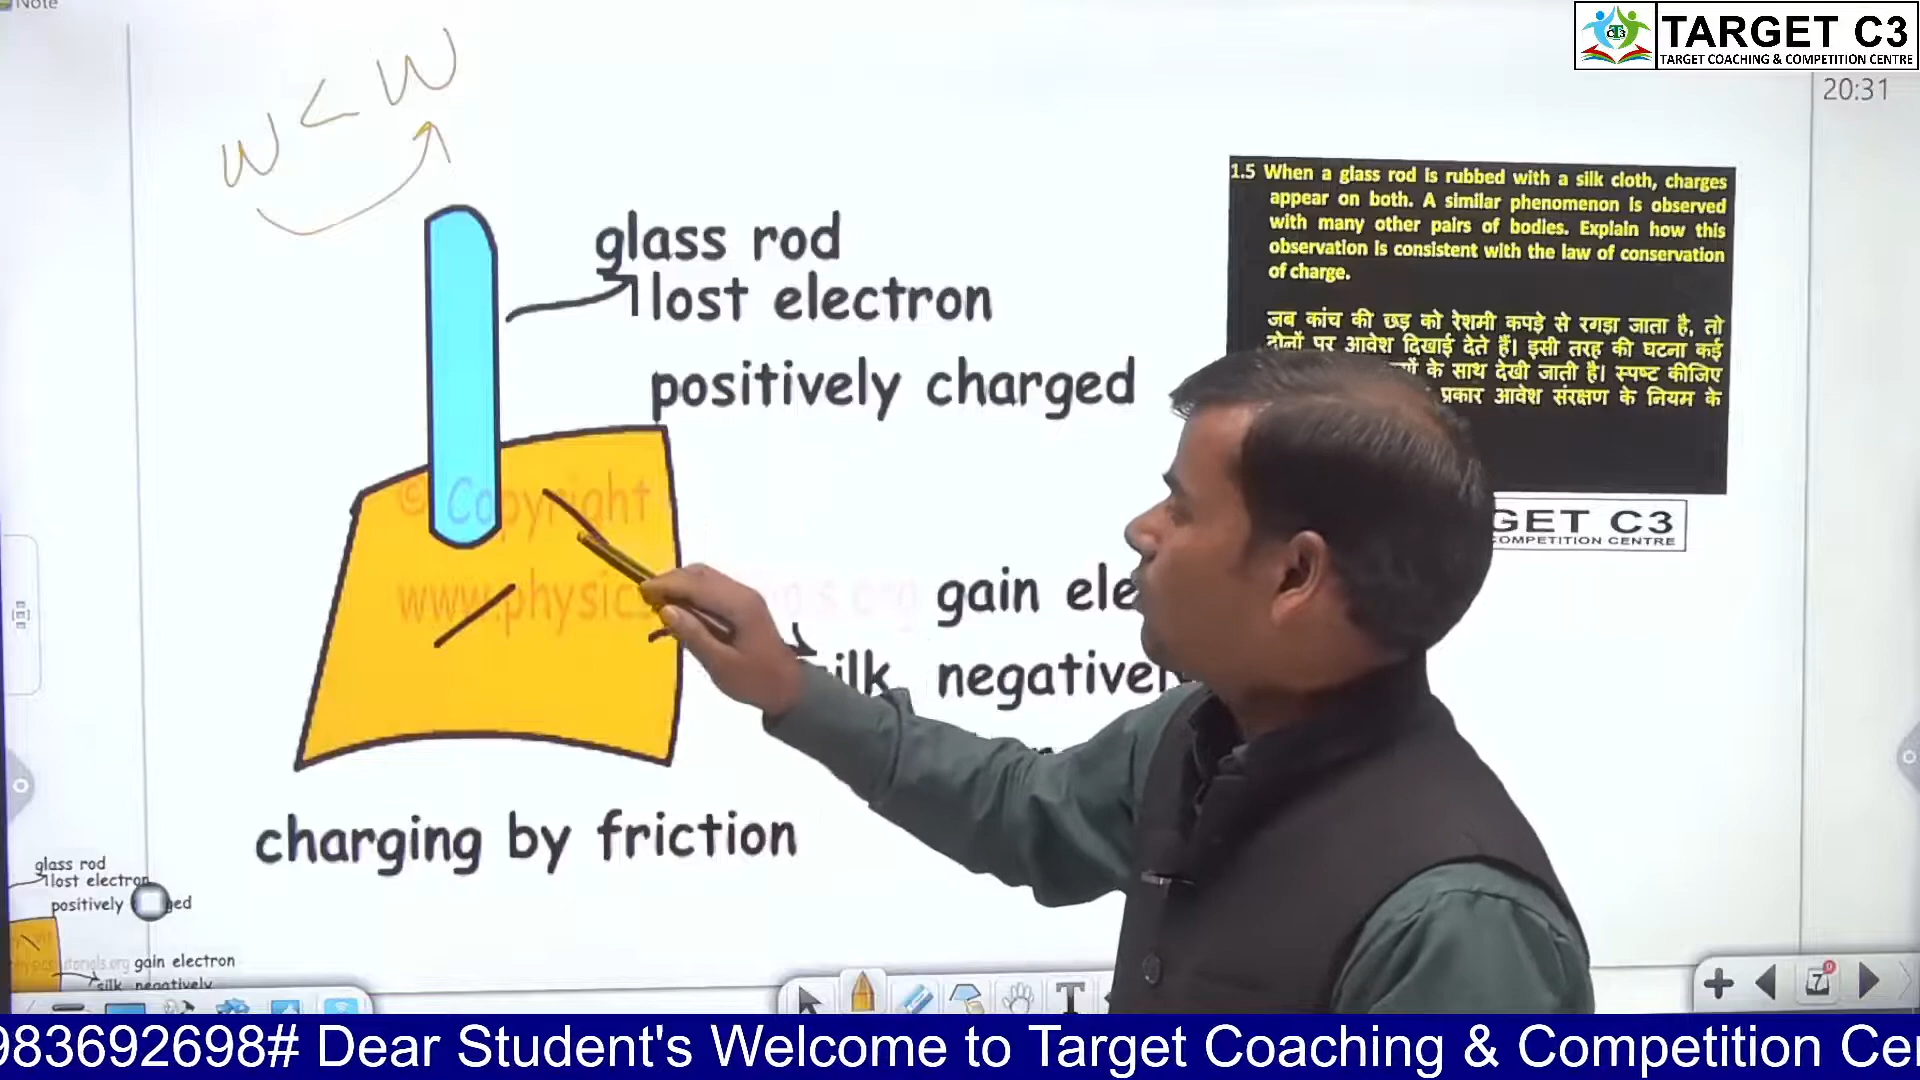 Note
TARGET C3
TARGET COACHING & COMPETITION CENTRE
20:31
W < W
glass rod
lost electron
positively charged
1.5 When a glass rod is rubbed with a silk cloth, charges
appear on both. A similar phenomenon is observed
with many other pairs of bodies. Explain how this
observation is consistent with the law of conservation
of charge.
जब कांच की छड़ को रेशमी कपड़े से रगड़ा जाता है, तो
दोनों पर आवेश दिखाई देते हैं। इसी तरह की घटना कई
के साथ देखी जाती है। स्पष्ट कीजिए
प्रकार आवेश संरक्षण के नियम के
© Copyright
www.physics
GET C3
COMPETITION CENTRE
gain ele
silk negatively
charging by friction
glass rod
lost electron
positively
gain electron
silk negatively
T
7
983692698# Dear Student's Welcome to Target Coaching & Competition Cer